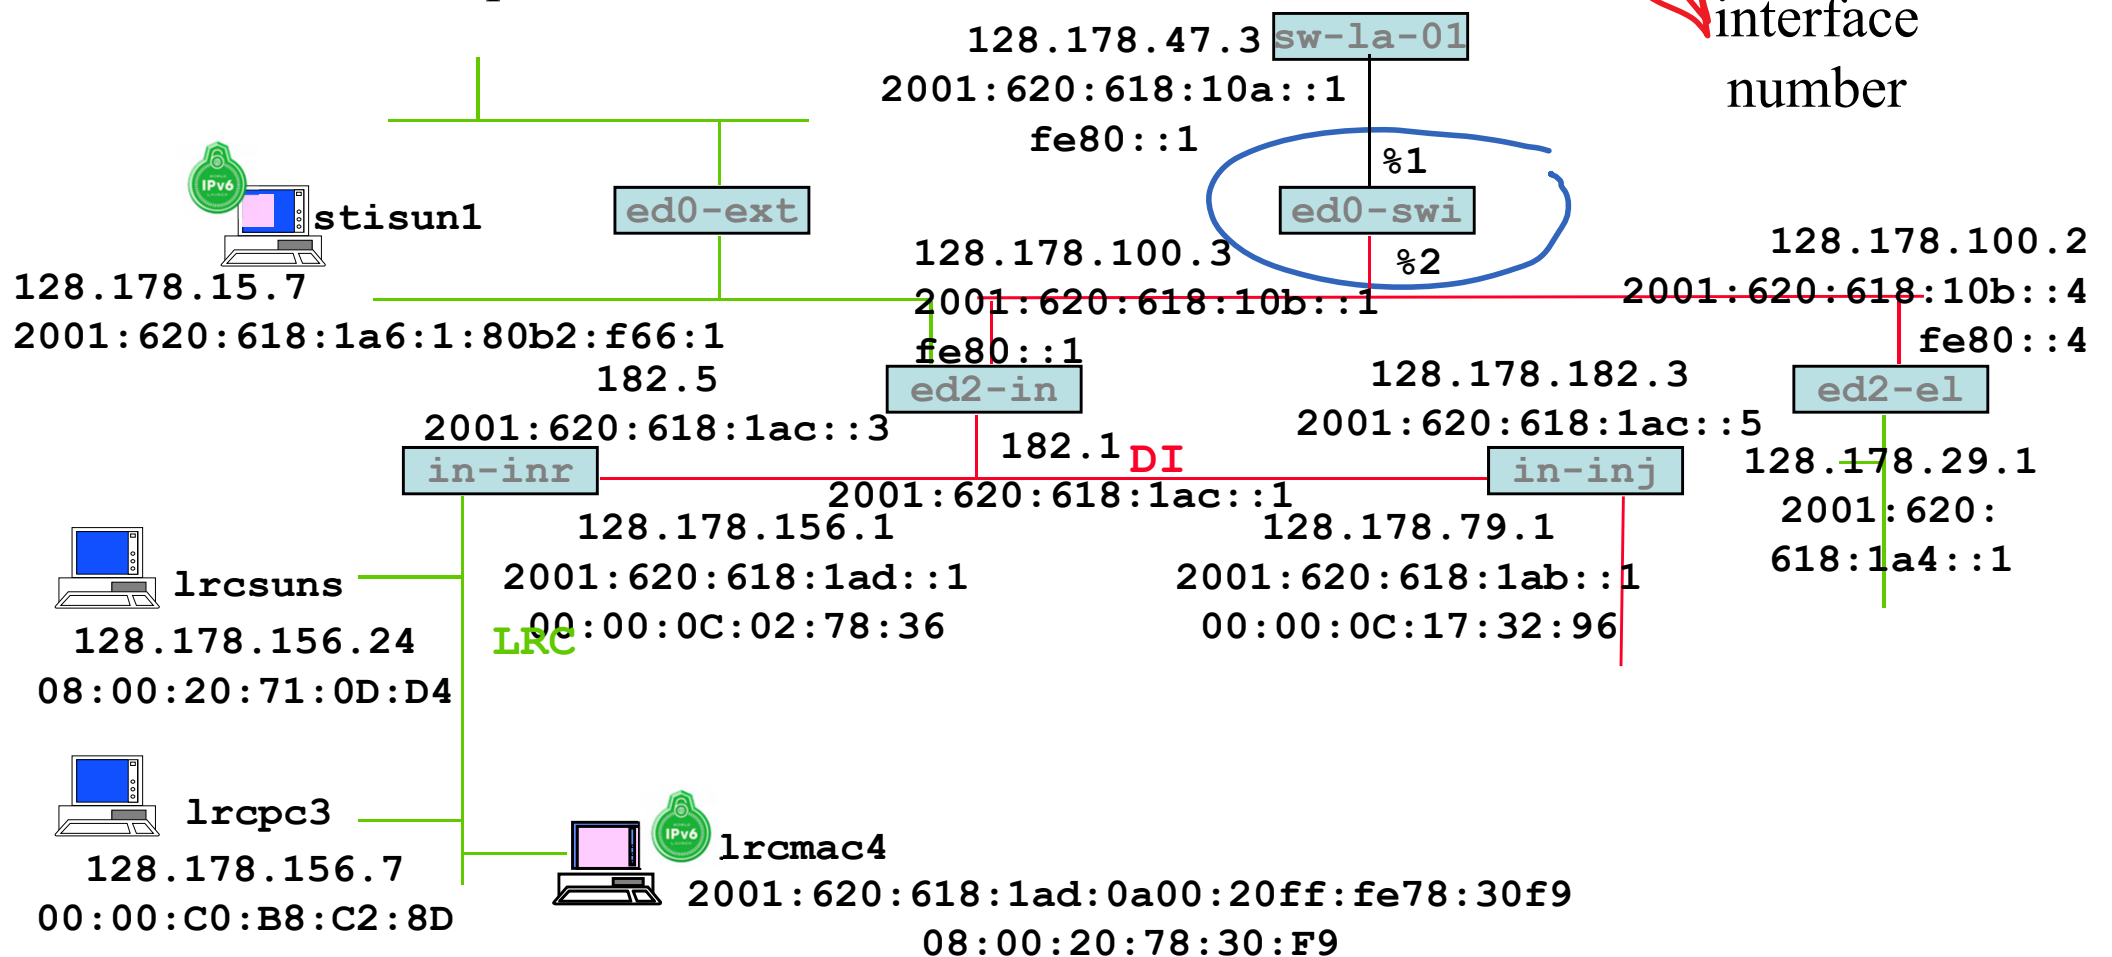 interface
number
128.178.47.3
sw-la-01
2001:620:618:10a::1
fe80::1
%1
IPv6
stisun1
ed0-ext
ed0-swi
128.178.100.3
%2
128.178.100.2
128.178.15.7
2001:620:618:10b::1
2001:620:618:10b::4
2001:620:618:1a6:1:80b2:f66:1
fe80::1
fe80::4
182.5
ed2-in
128.178.182.3
ed2-el
2001:620:618:1ac::3
2001:620:618:1ac::5
in-inr
182.1
DI
in-inj
128.178.29.1
2001:620:618:1ac::1
2001:620:
618:1a4::1
128.178.156.1
128.178.79.1
lrcsuns
2001:620:618:1ad::1
2001:620:618:1ab::1
128.178.156.24
LRC
00:00:0C:02:78:36
00:00:0C:17:32:96
08:00:20:71:0D:D4
lrcpc3
IPv6
lrcmac4
128.178.156.7
2001:620:618:1ad:0a00:20ff:fe78:30f9
00:00:C0:B8:C2:8D
08:00:20:78:30:F9